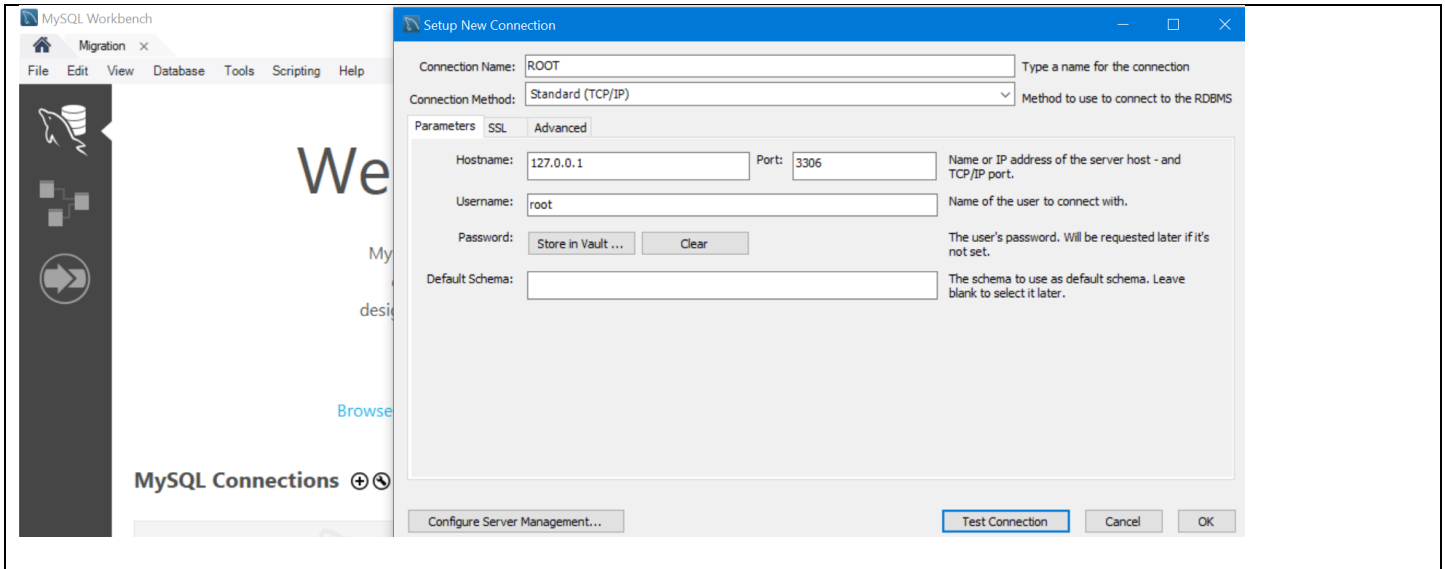 MySQL Workbench
Migration
File Edit View Database Tools Scripting Help
We
My
desig
Browse
MySQL Connections
Setup New Connection
Connection Name: ROOT Type a name for the connection
Connection Method: Standard (TCP/IP) Method to use to connect to the RDBMS
Parameters SSL Advanced
Hostname: 127.0.0.1 Port: 3306 Name or IP address of the server host - and
TCP/IP port.
Username: root Name of the user to connect with.
Password: Store in Vault ... Clear The user's password. Will be requested later if it's
not set.
Default Schema: The schema to use as default schema. Leave
blank to select it later.
Configure Server Management... Test Connection Cancel OK